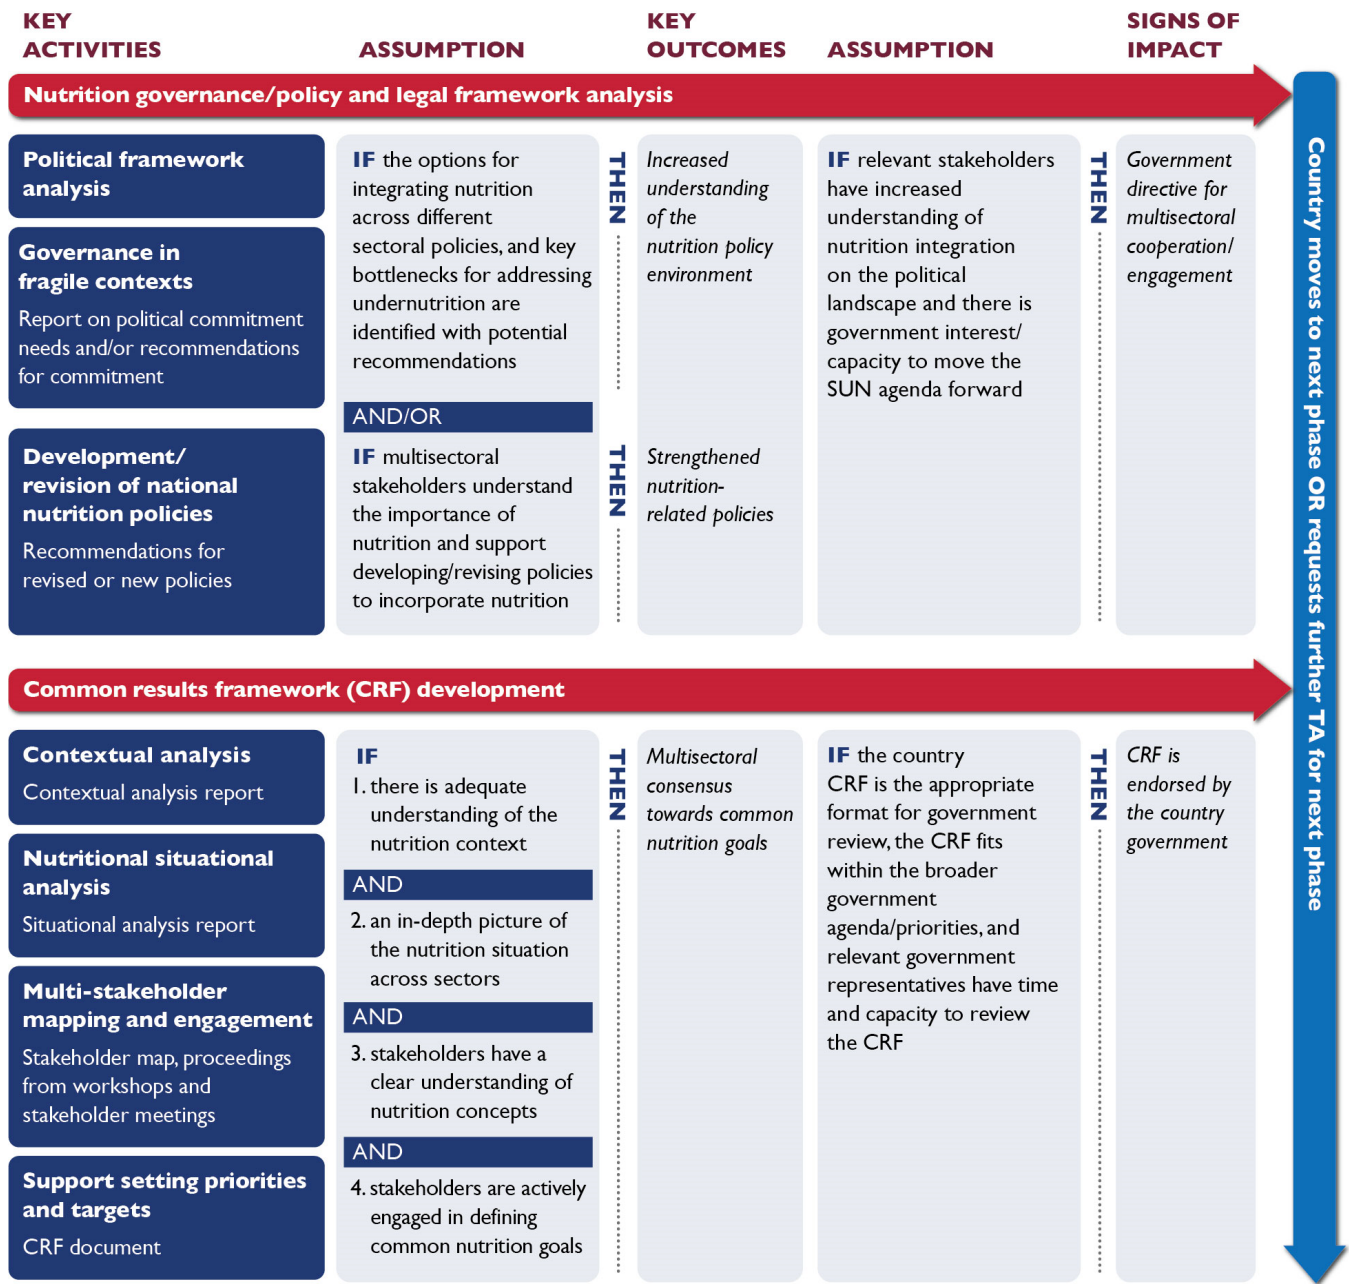 KEY
ACTIVITIES
ASSUMPTION
KEY
OUTCOMES
ASSUMPTION
SIGNS OF
IMPACT
Nutrition governance/policy and legal framework analysis
Political framework
analysis
Governance in
fragile contexts
Report on political commitment
needs and/or recommendations
for commitment
Development/
revision of national
nutrition policies
Recommendations for
revised or new policies
IF the options for
integrating nutrition
across different
sectoral policies, and key
bottlenecks for addressing
undernutrition are
identified with potential
recommendations
AND/OR
IF multisectoral
stakeholders understand
the importance of
nutrition and support
developing/revising policies
to incorporate nutrition
THEN
Increased
understanding
of the
nutrition policy
environment
THEN
Strengthened
nutrition-
related policies
IF relevant stakeholders
have increased
understanding of
nutrition integration
on the political
landscape and there is
government interest/
capacity to move the
SUN agenda forward
THEN
Government
directive for
multisectoral
cooperation/
engagement
Common results framework (CRF) development
Contextual analysis
Contextual analysis report
Nutritional situational
analysis
Situational analysis report
Multi-stakeholder
mapping and engagement
Stakeholder map, proceedings
from workshops and
stakeholder meetings
Support setting priorities
and targets
CRF document
IF
1. there is adequate
understanding of the
nutrition context
AND
2. an in-depth picture of
the nutrition situation
across sectors
AND
3. stakeholders have a
clear understanding of
nutrition concepts
AND
4. stakeholders are actively
engaged in defining
common nutrition goals
THEN
Multisectoral
consensus
towards common
nutrition goals
IF the country
CRF is the appropriate
format for government
review, the CRF fits
within the broader
government
agenda/priorities, and
relevant government
representatives have time
and capacity to review
the CRF
THEN
CRF is
endorsed by
the country
government
Country moves to next phase OR requests further TA for next phase